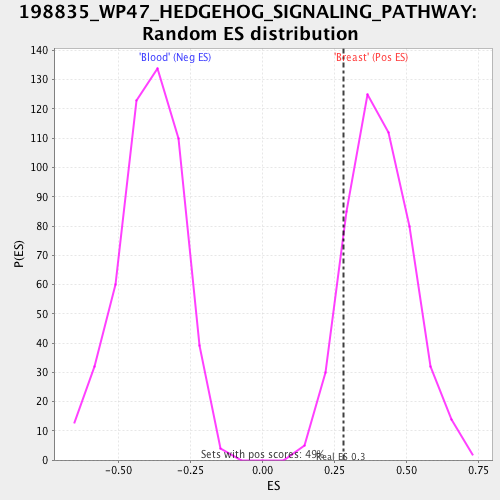 198835_WP47_HEDGEHOG_SIGNALING_PATHWAY:
Random ES distribution
'Blood' (Neg ES) 'Breast' (Pos ES)
140
130
120
110
100
90
80
70
60
50
40
30
20
10
0
P(ES)
Sets with pos scores: 49%
Real ES 0.3
-0.50 -0.25 0.00 0.25 0.50 0.75
ES